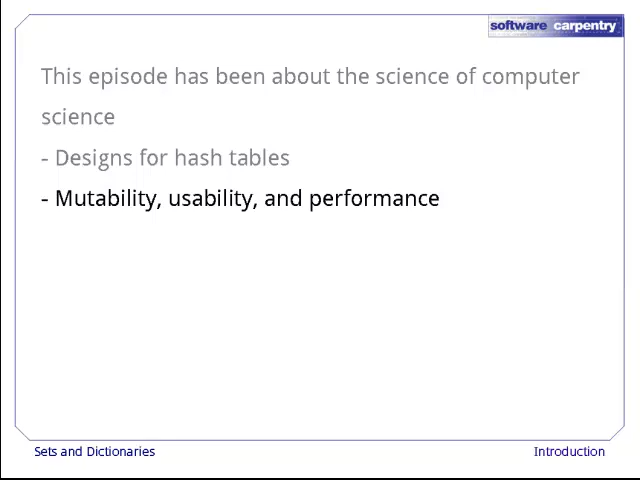 software carpentry
This episode has been about the science of computer
science
- Designs for hash tables
- Mutability, usability, and performance
Sets and Dictionaries
Introduction